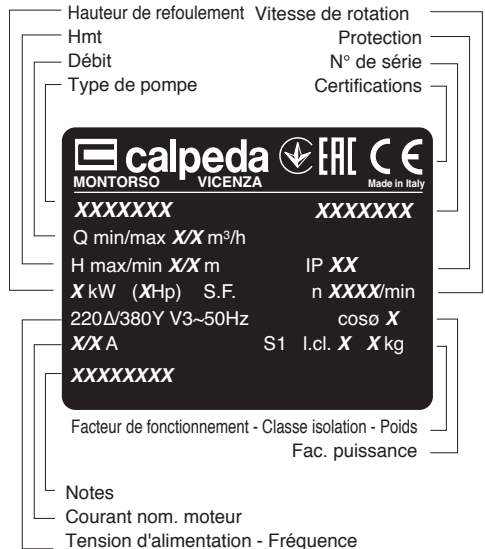 Hauteur de refoulement Vitesse de rotation
Hmt Protection
Débit N° de série
Type de pompe Certifications
calpeda EAC CE
MONTORSO VICENZA Made in Italy
XXXXXXX XXXXXXX
Q min/max X/X m³/h
H max/min X/X m IP XX
X kW (XHp) S.F. n XXXX/min
220Δ/380Y V3~50Hz cosø X
X/X A S1 I.cl. X X kg
XXXXXXXX
Facteur de fonctionnement - Classe isolation - Poids
Fac. puissance
Notes
Courant nom. moteur
Tension d'alimentation - Fréquence